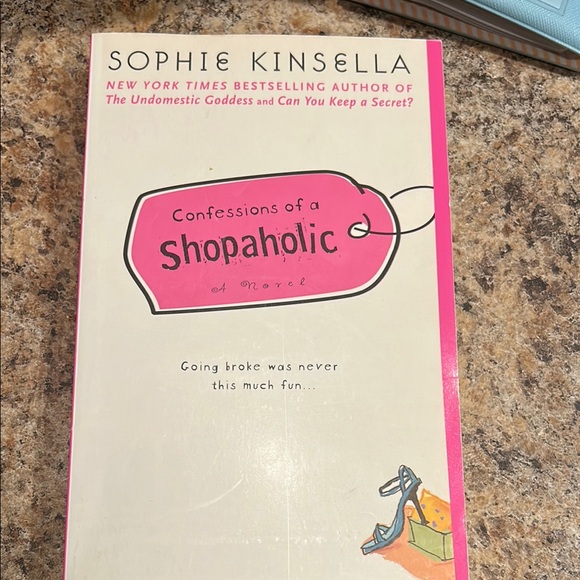 SOPHIE KINSELLA
NEW YORK TIMES BESTSELLING AUTHOR OF
The Undomestic Goddess and Can You Keep a Secret?
Confessions of a
Shopaholic
A Novel
Going broke was never
this much fun...